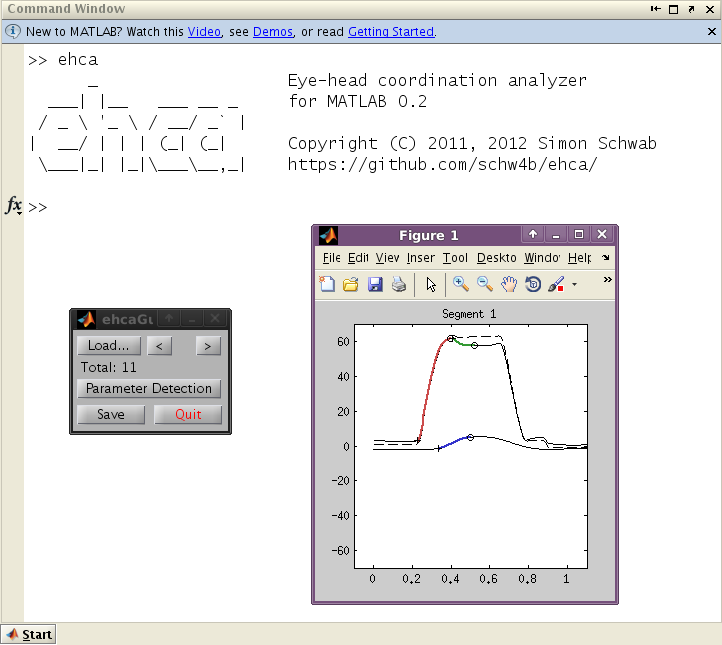 Command Window
New to MATLAB? Watch this Video, see Demos, or read Getting Started.
>> ehca
ehca
Eye-head coordination analyzer
for MATLAB 0.2
Copyright (C) 2011, 2012 Simon Schwab
https://github.com/schw4b/ehca/
fx >>
Figure 1
File Edit View Inser Tool Deskto Windo Help
»
Segment 1
60
40
20
0
-20
-40
-60
0 0.2 0.4 0.6 0.8 1
ehcaGu
Load... < >
Total: 11
Parameter Detection
Save Quit
Start